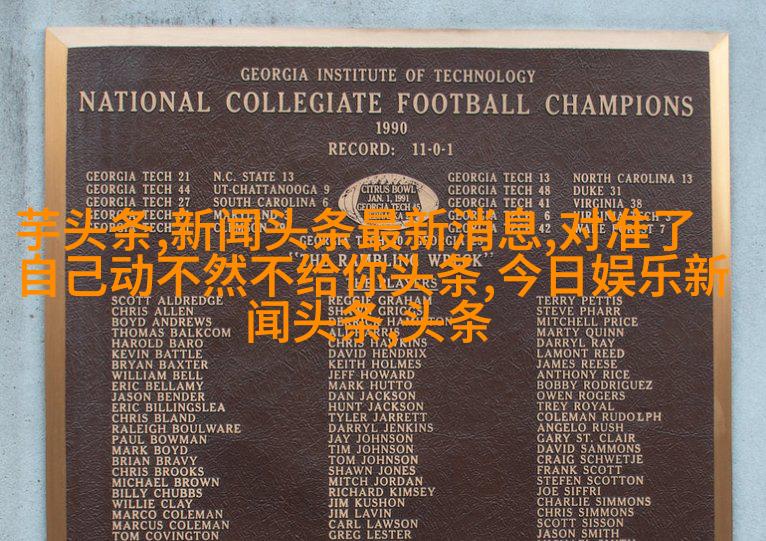 GEORGIA INSTITUTE OF TECHNOLOGY
NATIONAL COLLEGIATE FOOTBALL CHAMPIONS
1990
RECORD: 11-0-1
GEORGIA TECH 21 N.C. STATE 13
GEORGIA TECH 44 UT-CHATTANOOGA 9
GEORGIA TECH 27 SOUTH CAROLINA 6
CITRUS BOWL
JAN. 1, 1991
GEORGIA TECH 45
GEORGIA TECH 13 NORTH CAROLINA 13
GEORGIA TECH 48 DUKE 31
GEORGIA TECH 41 VIRGINIA 38
芋头条,新闻头条最新消息,对准了
自己动不然不给你头条,今日娱乐新
闻头条,头条
"THE RAMBLING WRECK"
SCOTT ALDREDGE
CHRIS ALLEN
BOYD ANDREWS
THOMAS BALKCOM
HAROLD BARO
KEVIN BATTLE
BRYAN BAXTER
WILLIAM BELL
ERIC BELLAMY
JASON BENDER
ERIC BILLINGSLEA
CHRIS BLAND
RALEIGH BOULWARE
PAUL BOWMAN
MARK BOYD
BRIAN BRAVY
CHRIS BROOKS
MICHAEL BROWN
BILLY CHUBBS
WILLIE CLAY
MARCO COLEMAN
MARCUS COLEMAN
TOM COVINGTON
REGGIE GRAHAM
DAVID HENDRIX
KEITH HOLMES
JEFF HOWARD
MARK HUTTO
DAN JACKSON
HUNT JACKSON
TYLER JARRETT
DARRYL JENKINS
JAY JOHNSON
TIM JOHNSON
TOM JOHNSON
SHAWN JONES
MITCH JORDAN
RICHARD KIMSEY
JIM KUSHON
JIM LAVIN
CARL LAWSON
GREG LESTER
TERRY PETTIS
STEVE PHARR
MITCHELL PRICE
MARTY QUINN
DARRYL RAY
LAMONT REED
JAMES REESE
ANTHONY RICE
BOBBY RODRIGUEZ
OWEN ROGERS
TREY ROYAL
COLEMAN RUDOLPH
ANGELO RUSH
GARY ST. CLAIR
DAVID SAMMONS
CRAIG SCHWETJE
FRANK SCOTT
STEFEN SCOTTON
JOE SIFFRI
CHARLIE SIMMONS
CHRIS SIMMONS
SCOTT SISSON
JASON SMITH